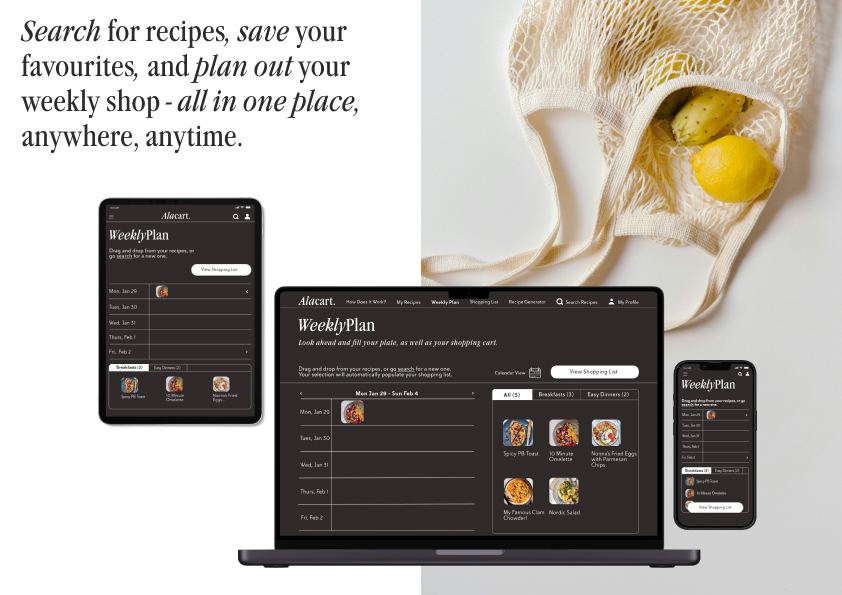 Search for recipes, save your
favourites, and plan out your
weekly shop - all in one place,
anywhere, anytime.
Alacart.
WeeklyPlan
Drag and drop from your recipes, or
go search for a new one.
View Shopping List
Mon, Jan 29
Tues, Jan 30
Wed, Jan 31
Thurs, Feb 1
Fri, Feb 2
Breakfasts (3) Easy Dinners (2)
Spicy PB Toast
10 Minute
Omelette
Nonna's Fried
Eggs
Alacart. How Does it Work? My Recipes Weekly Plan Shopping List Recipe Generator Search Recipes My Profile
WeeklyPlan
Look ahead and fill your plate, as well as your shopping cart.
Drag and drop from your recipes, or go search for a new one.
Your selection will automatically populate your shopping list.
Calendar View
View Shopping List
Mon Jan 29 - Sun Feb 4
Mon, Jan 29
Tues, Jan 30
Wed, Jan 31
Thurs, Feb 1
Fri, Feb 2
All (5) Breakfasts (3) Easy Dinners (2)
Spicy PB Toast
10 Minute
Omelette
Nonna's Fried Eggs
with Parmesan
Chips
My Famous Clam
Chowder!
Nordic Salad
WeeklyPlan
Drag and drop from your recipes, or go
search for a new one.
Mon, Jan 29
Tues, Jan 30
Wed, Jan 31
Thurs, Feb 1
Fri, Feb 2
Breakfasts (3) Easy Dinners (2)
Spicy PB Toast
10 Minute Omelette
View Shopping List